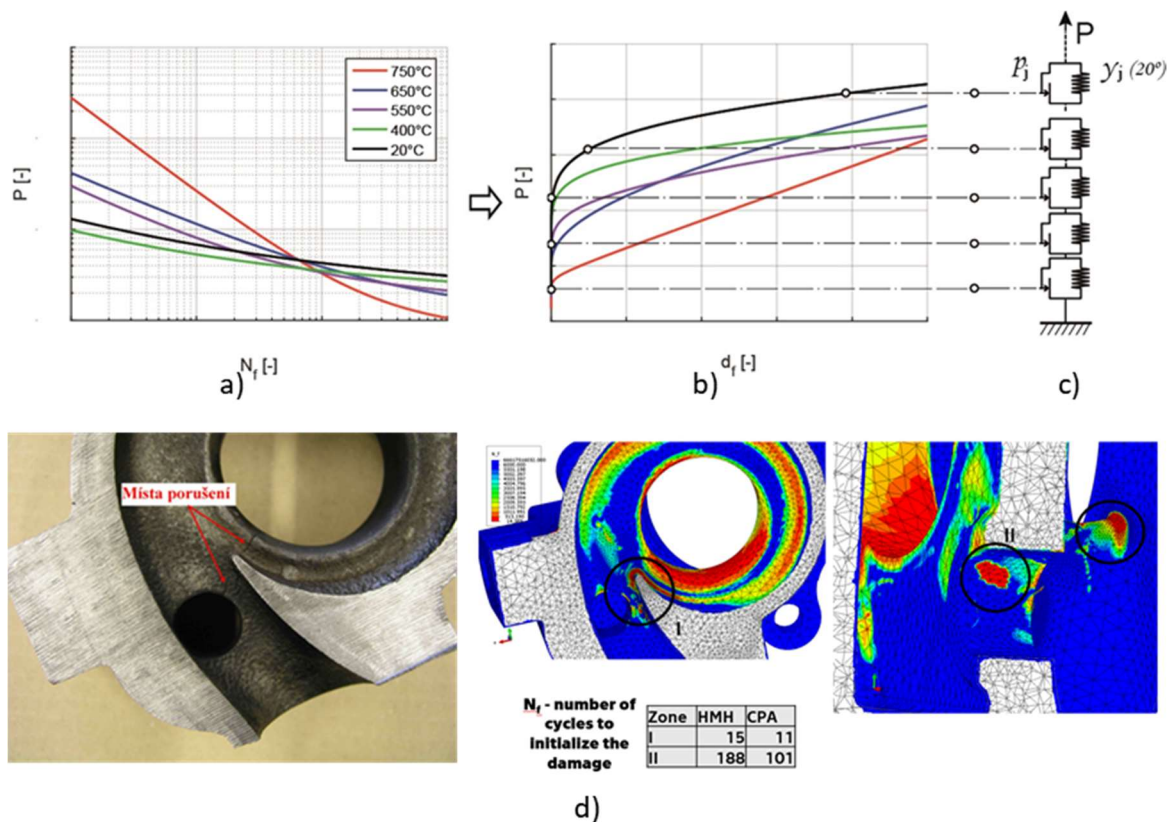 P [-]
750°C
650°C
550°C
400°C
20°C
N_f [-]
a)
P [-]
d_f [-]
b)
P
p_j
y_j (20°)
c)
Místa porušení
I
II
N_f - number of
cycles to
initialize the
damage
Zone HMH CPA
I 15 11
II 188 101
d)